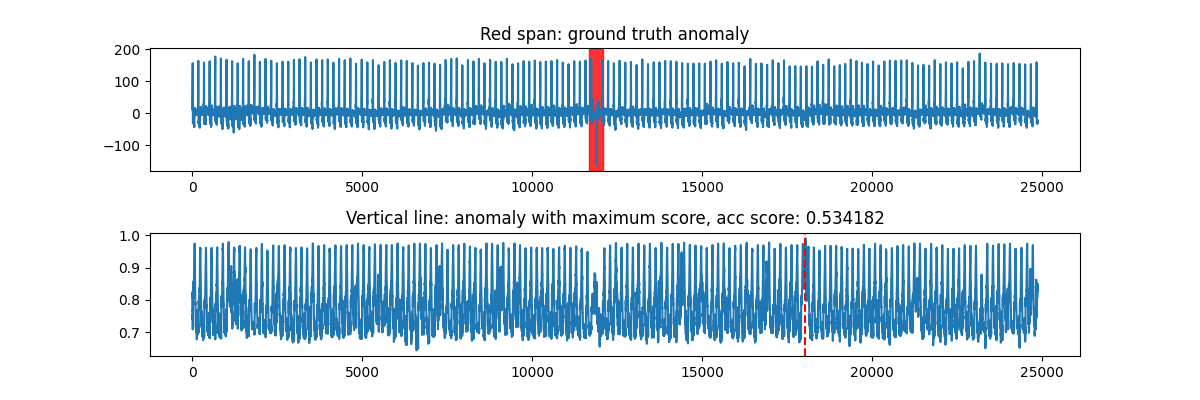 Red span: ground truth anomaly
200
100
0
−100
0 5000 10000 15000 20000 25000
Vertical line: anomaly with maximum score, acc score: 0.534182
1.0
0.9
0.8
0.7
0 5000 10000 15000 20000 25000